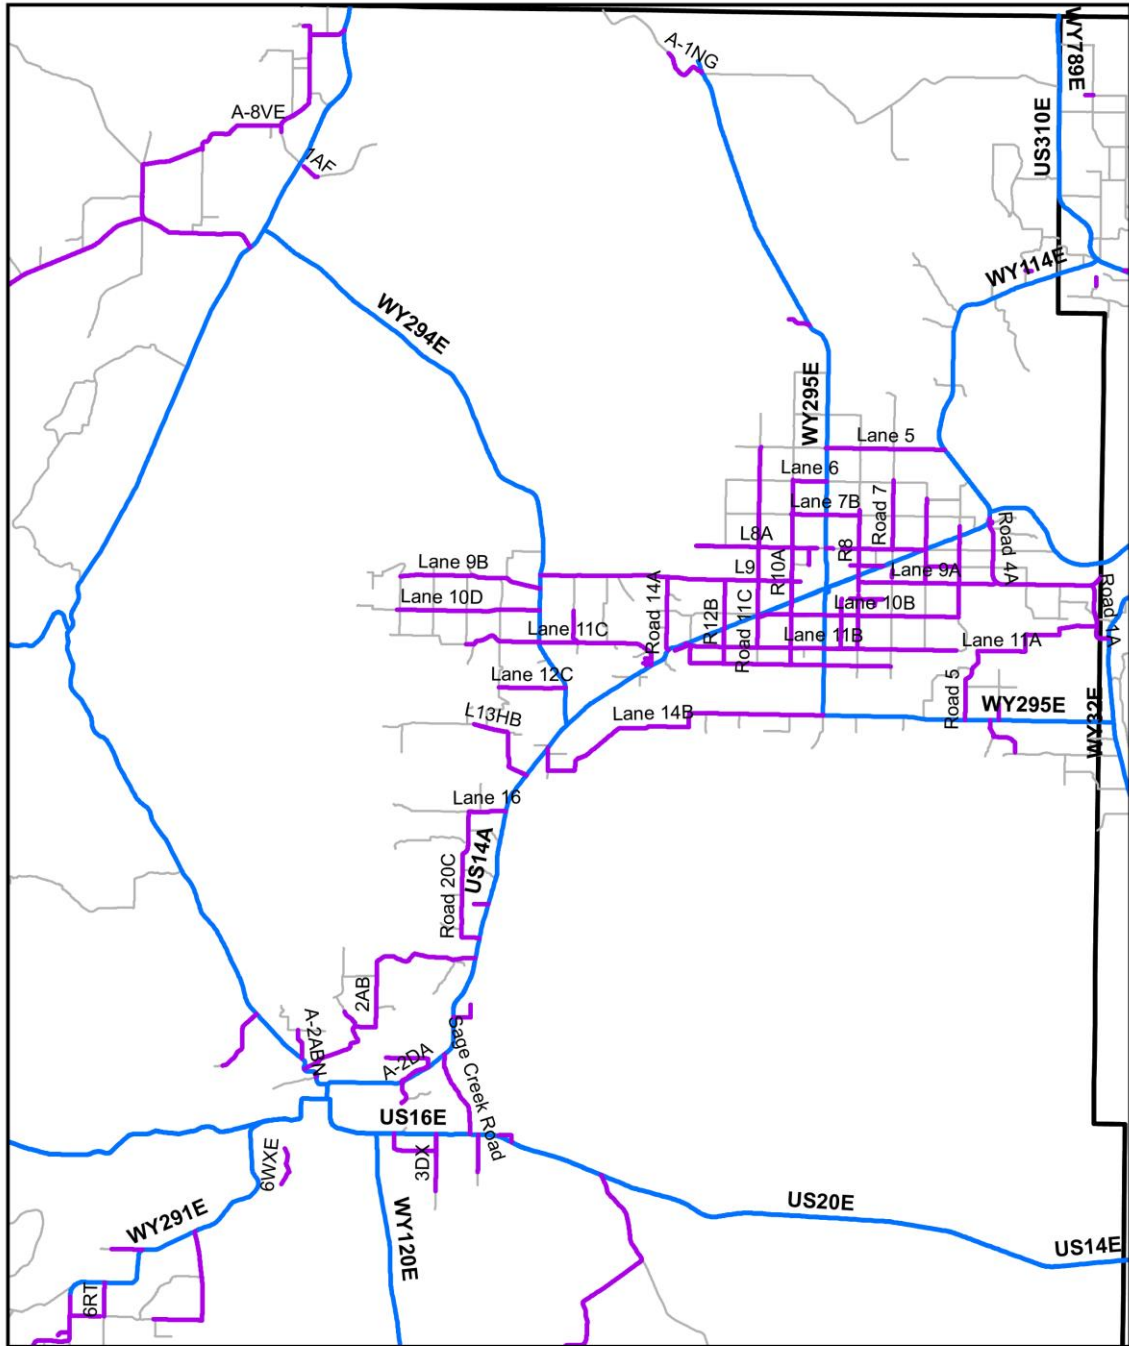 A-1NG
WY789E
US310E
A-8VE
1AF
WY114E
WY294E
WY295E
Lane 5
Lane 6
Lane 7B
Road 7
Road 4A
L8A
R8
R10A
L9
Lane 9B
Lane 9A
Road 14A
Lane 10D
Lane 10B
Road 1A
R12B
Road 11C
Lane 11C
Lane 11B
Lane 11A
Lane 12C
Road 5
WY295E
WY32E
L13HB
Lane 14B
Lane 16
US14A
Road 20C
2AB
A-2ABN
Sage Creek Road
A-2DA
US16E
3DX
6WXE
WY291E
WY120E
US20E
US14E
6RT